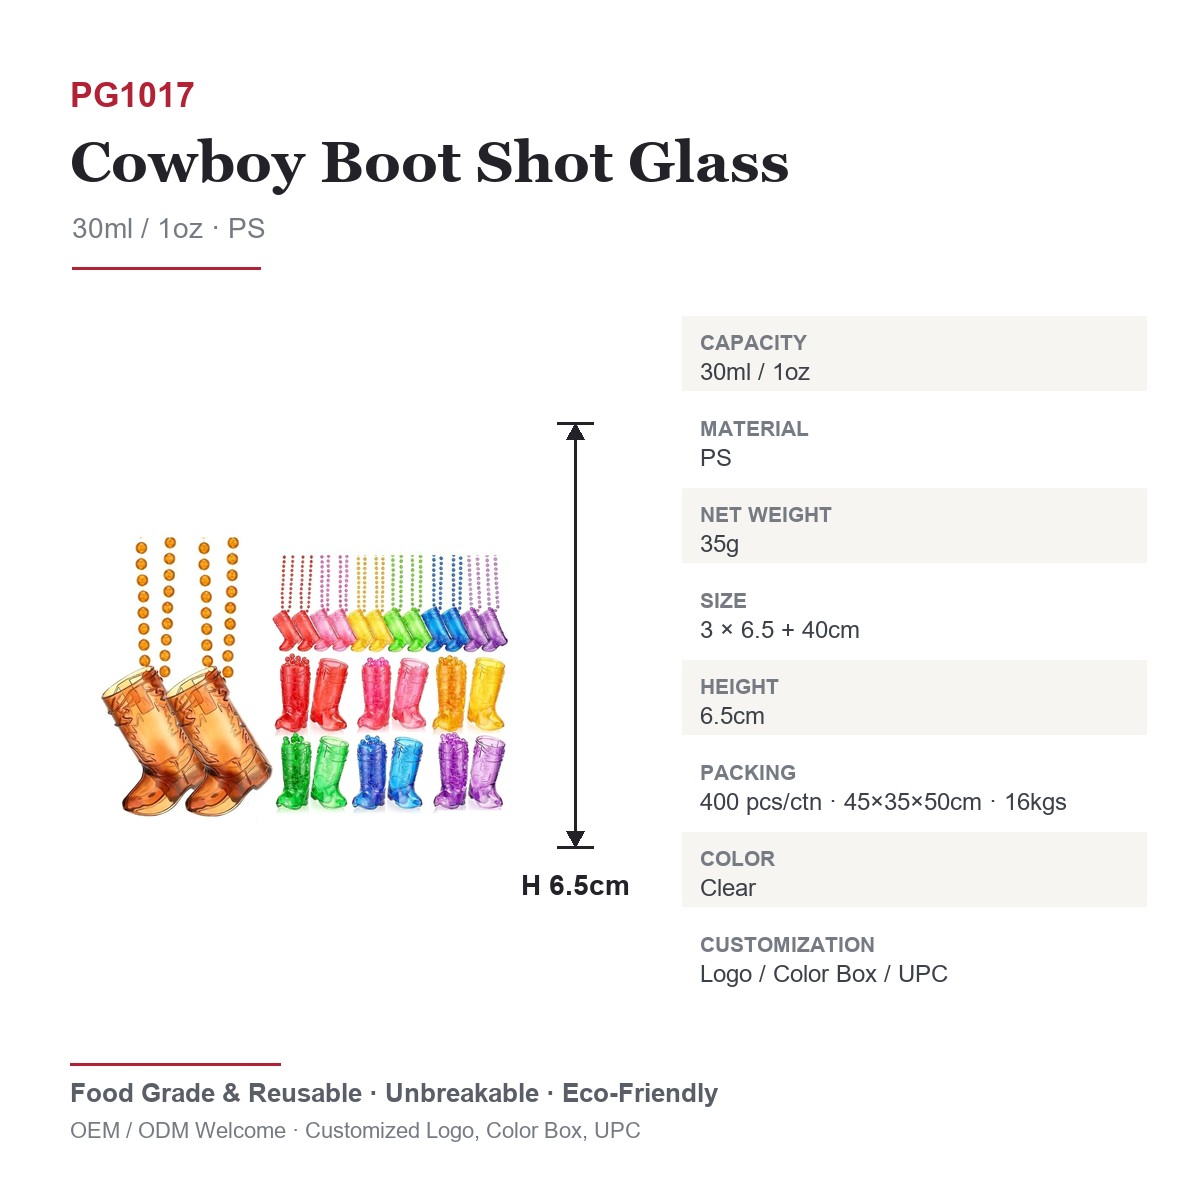 PG1017
Cowboy Boot Shot Glass
30ml / 1oz · PS
CAPACITY
30ml / 1oz
MATERIAL
PS
NET WEIGHT
35g
SIZE
3 × 6.5 + 40cm
HEIGHT
6.5cm
PACKING
400 pcs/ctn · 45×35×50cm · 16kgs
COLOR
Clear
CUSTOMIZATION
Logo / Color Box / UPC
H 6.5cm
Food Grade & Reusable · Unbreakable · Eco-Friendly
OEM / ODM Welcome · Customized Logo, Color Box, UPC